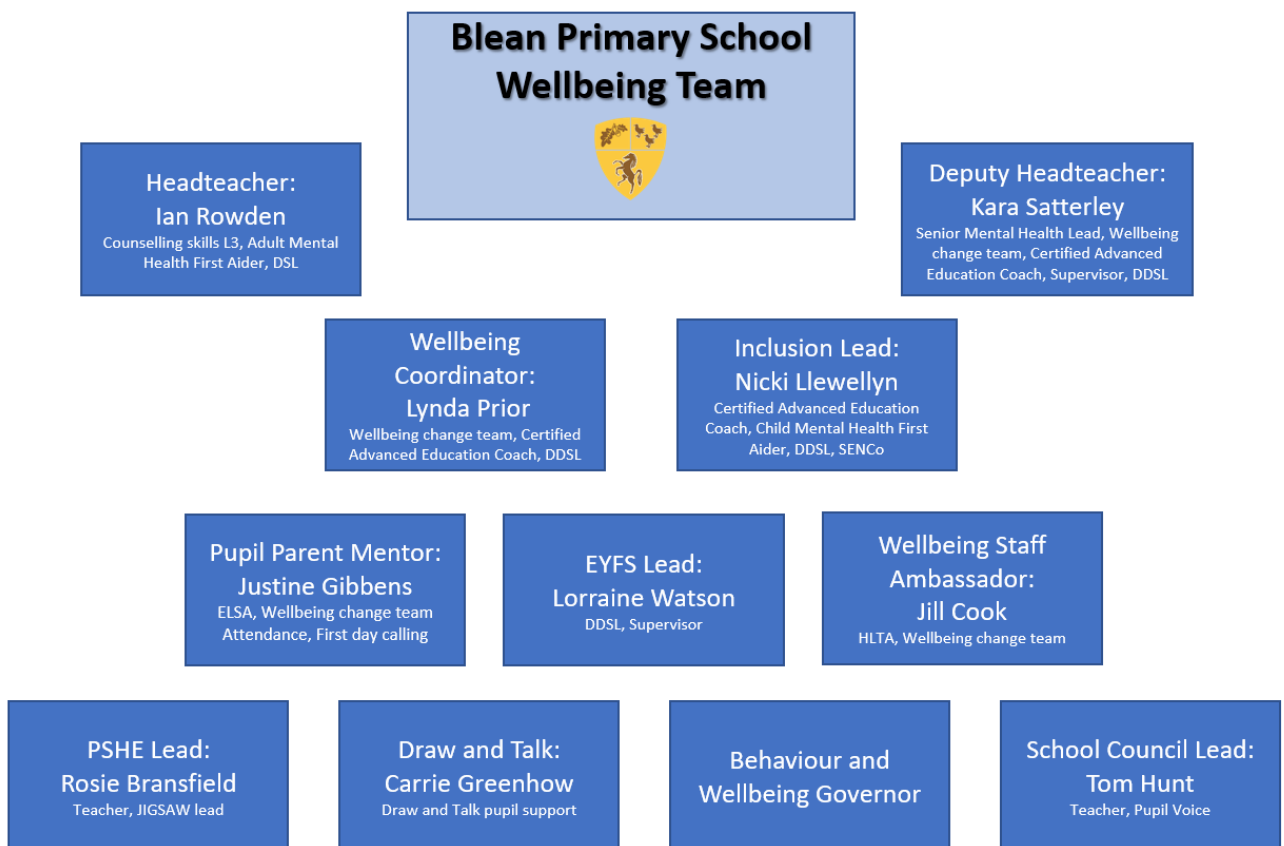 Blean Primary School
Wellbeing Team
Headteacher:
Ian Rowden
Counselling skills L3, Adult Mental
Health First Aider, DSL
Deputy Headteacher:
Kara Satterley
Senior Mental Health Lead, Wellbeing
change team, Certified Advanced
Education Coach, Supervisor, DDSL
Wellbeing
Coordinator:
Lynda Prior
Wellbeing change team, Certified
Advanced Education Coach, DDSL
Inclusion Lead:
Nicki Llewellyn
Certified Advanced Education
Coach, Child Mental Health First
Aider, DDSL, SENCo
Pupil Parent Mentor:
Justine Gibbens
ELSA, Wellbeing change team
Attendance, First day calling
EYFS Lead:
Lorraine Watson
DDSL, Supervisor
Wellbeing Staff
Ambassador:
Jill Cook
HLTA, Wellbeing change team
PSHE Lead:
Rosie Bransfield
Teacher, JIGSAW lead
Draw and Talk:
Carrie Greenhow
Draw and Talk pupil support
Behaviour and
Wellbeing Governor
School Council Lead:
Tom Hunt
Teacher, Pupil Voice